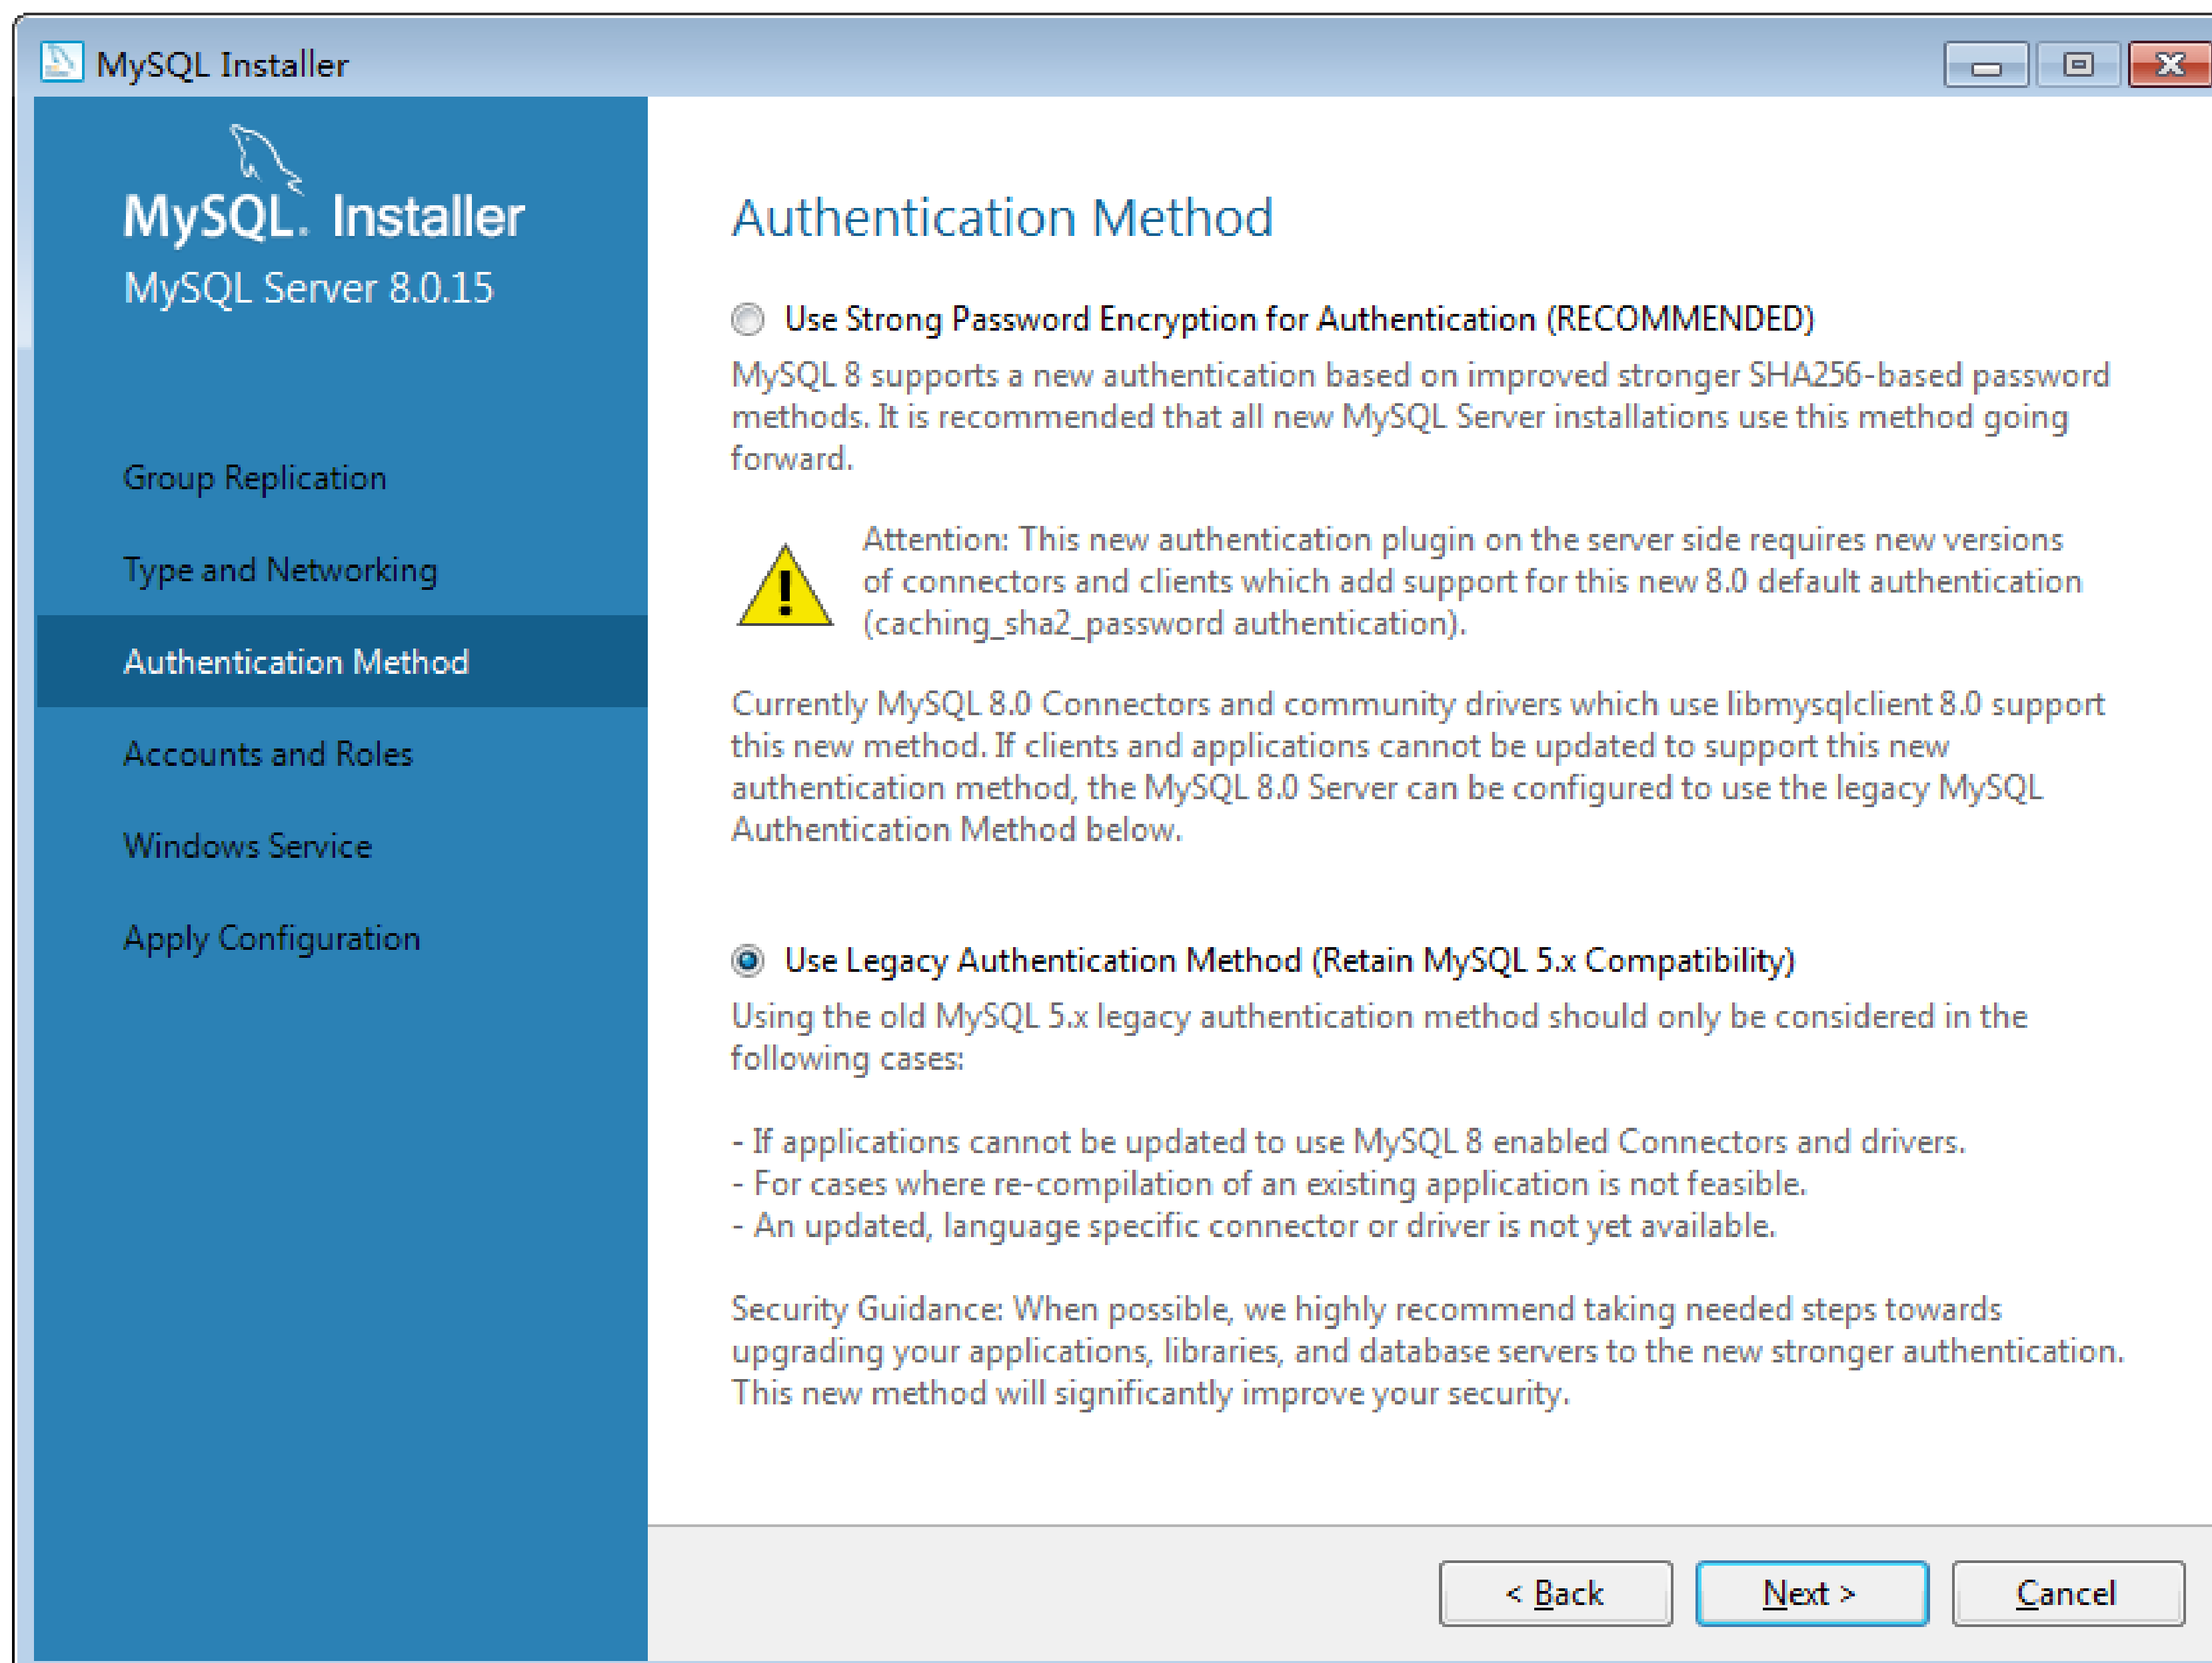 MySQL Installer
MySQL. Installer
MySQL Server 8.0.15
Group Replication
Type and Networking
Authentication Method
Accounts and Roles
Windows Service
Apply Configuration
Authentication Method
Use Strong Password Encryption for Authentication (RECOMMENDED)
MySQL 8 supports a new authentication based on improved stronger SHA256-based password
methods. It is recommended that all new MySQL Server installations use this method going
forward.
Attention: This new authentication plugin on the server side requires new versions
of connectors and clients which add support for this new 8.0 default authentication
(caching_sha2_password authentication).
Currently MySQL 8.0 Connectors and community drivers which use libmysqlclient 8.0 support
this new method. If clients and applications cannot be updated to support this new
authentication method, the MySQL 8.0 Server can be configured to use the legacy MySQL
Authentication Method below.
Use Legacy Authentication Method (Retain MySQL 5.x Compatibility)
Using the old MySQL 5.x legacy authentication method should only be considered in the
following cases:
- If applications cannot be updated to use MySQL 8 enabled Connectors and drivers.
- For cases where re-compilation of an existing application is not feasible.
- An updated, language specific connector or driver is not yet available.
Security Guidance: When possible, we highly recommend taking needed steps towards
upgrading your applications, libraries, and database servers to the new stronger authentication.
This new method will significantly improve your security.
< Back
Next >
Cancel